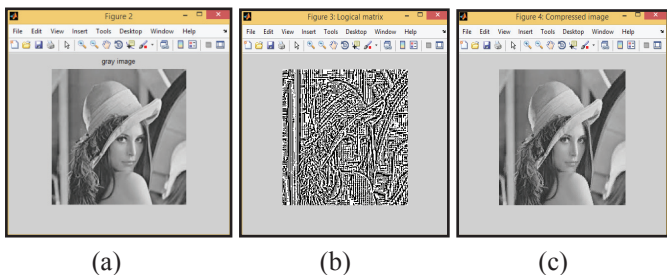 Figure 2
File Edit View Insert Tools Desktop Window Help
gray image
(a)
Figure 3: Logical matrix
File Edit View Insert Tools Desktop Window Help
(b)
Figure 4: Compressed image
File Edit View Insert Tools Desktop Window Help
(c)